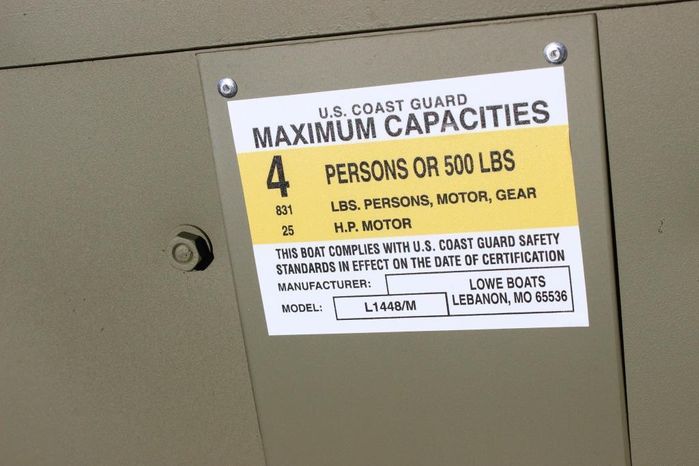 U.S. COAST GUARD
MAXIMUM CAPACITIES
4 PERSONS OR 500 LBS
831 LBS. PERSONS, MOTOR, GEAR
25 H.P. MOTOR
THIS BOAT COMPLIES WITH U.S. COAST GUARD SAFETY
STANDARDS IN EFFECT ON THE DATE OF CERTIFICATION
MANUFACTURER: LOWE BOATS
LEBANON, MO 65536
MODEL: L1448/M